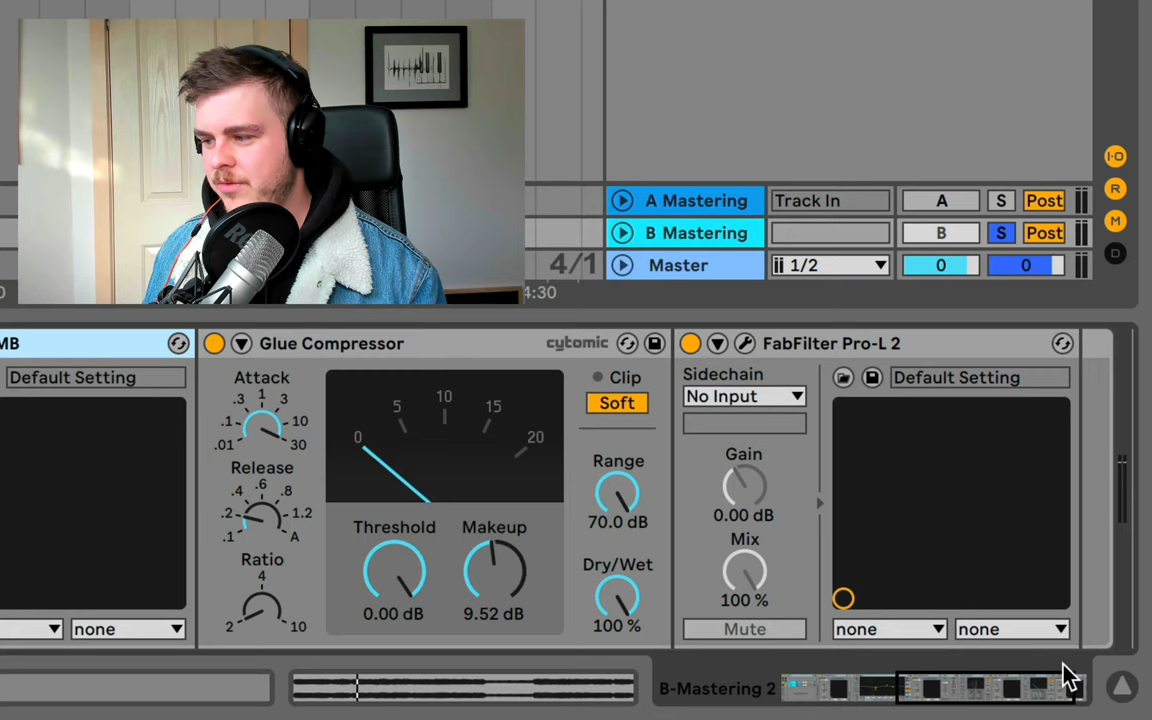 A Mastering
Track In
A
S
Post
B Mastering
B
S
Post
4/1
Master
1/2
0
0
0
4:30
I·O
R
M
D
MB
Default Setting
none
Glue Compressor
cytomic
Attack
.01
.1
.3
1
3
10
30
Release
.1
.2
.4
.6
.8
1.2
A
Ratio
2
4
10
0
5
10
15
20
Threshold
0.00 dB
Makeup
9.52 dB
Clip
Soft
Range
70.0 dB
Dry/Wet
100 %
FabFilter Pro-L 2
Sidechain
No Input
Gain
0.00 dB
Mix
100 %
Mute
Default Setting
none
none
B-Mastering 2